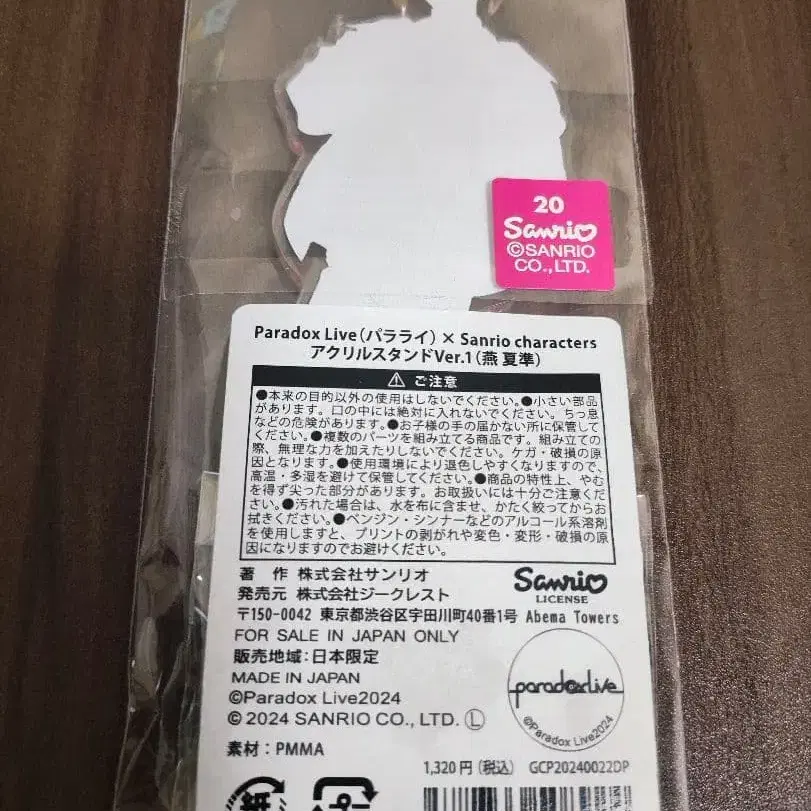 20
Sanrio
©SANRIO
CO.,LTD.
Paradox Live(パラライ) × Sanrio characters
アクリルスタンドVer.1(燕 夏準)
⚠ ご注意
●本来の目的以外の使用はしないでください。●小さい部品
があります。口の中には絶対に入れないでください。ちっ息
などの危険があります。●お子様の手の届かない所に保管して
ください。●複数のパーツを組み立てる商品です。組み立ての
際、無理な力を加えたりしないでください。ケガ・破損の原
因となります。●使用環境により退色しやすくなりますので、
高温・多湿を避けて保管してください。●商品の特性上、やむ
を得ず尖った部分があります。お取扱いには十分ご注意くださ
い。●汚れた場合は、水を布に含ませ、かたく絞ってからお
拭きください。●ベンジン・シンナーなどのアルコール系溶剤
を使用しますと、プリントの剥がれや変色・変形・破損の原
因になりますのでお避けください。
著 作 株式会社サンリオ
発売元 株式会社ジークレスト
Sanrio
LICENSE
〒150-0042 東京都渋谷区宇田川町40番1号 Abema Towers
FOR SALE IN JAPAN ONLY
販売地域:日本限定
MADE IN JAPAN
©Paradox Live2024
© 2024 SANRIO CO., LTD. Ⓛ
paradoxlive
©Paradox Live2024
素材:PMMA
1,320円(税込) GCP20240022DP
紙
プラ